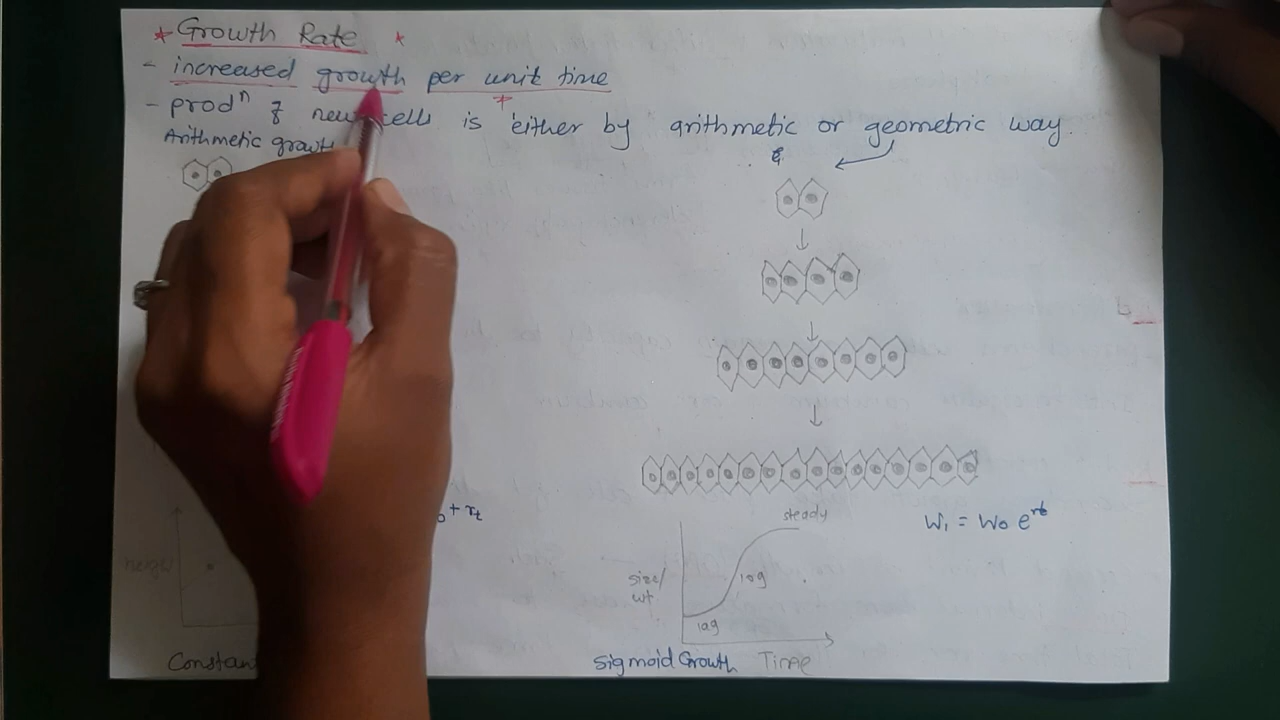 * Growth Rate *
- increased growth per unit time
- prodⁿ of new cells is either by arithmetic or geometric way.
Arithmetic growth
steady
W₁ = W₀ e^rt
size/
wt
log
lag
Constan
Sigmoid Growth Time